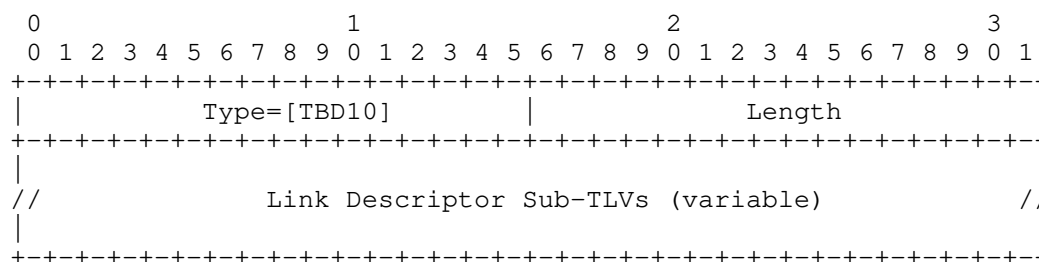 0                   1                   2                   3
 0 1 2 3 4 5 6 7 8 9 0 1 2 3 4 5 6 7 8 9 0 1 2 3 4 5 6 7 8 9 0 1
+-+-+-+-+-+-+-+-+-+-+-+-+-+-+-+-+-+-+-+-+-+-+-+-+-+-+-+-+-+-+-+-
|           Type=[TBD10]        |             Length
+-+-+-+-+-+-+-+-+-+-+-+-+-+-+-+-+-+-+-+-+-+-+-+-+-+-+-+-+-+-+-+-
|
//              Link Descriptor Sub-TLVs (variable)            //
|
+-+-+-+-+-+-+-+-+-+-+-+-+-+-+-+-+-+-+-+-+-+-+-+-+-+-+-+-+-+-+-+-